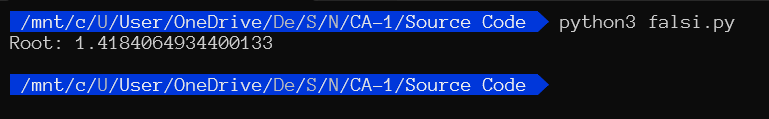 /mnt/c/U/User/OneDrive/De/S/N/CA-1/Source Code python3 falsi.py
Root: 1.4184064934400133
/mnt/c/U/User/OneDrive/De/S/N/CA-1/Source Code